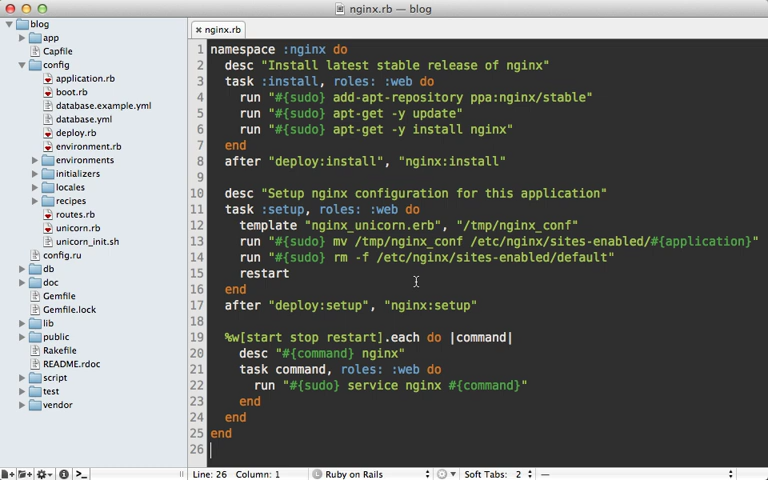 nginx.rb — blog
blog
app
Capfile
config
application.rb
boot.rb
database.example.yml
database.yml
deploy.rb
environment.rb
environments
initializers
locales
recipes
routes.rb
unicorn.rb
unicorn_init.sh
config.ru
db
doc
Gemfile
Gemfile.lock
lib
public
Rakefile
README.rdoc
script
test
vendor
× nginx.rb
1 namespace :nginx do
2 desc "Install latest stable release of nginx"
3 task :install, roles: :web do
4 run "#{sudo} add-apt-repository ppa:nginx/stable"
5 run "#{sudo} apt-get -y update"
6 run "#{sudo} apt-get -y install nginx"
7 end
8 after "deploy:install", "nginx:install"
9
10 desc "Setup nginx configuration for this application"
11 task :setup, roles: :web do
12 template "nginx_unicorn.erb", "/tmp/nginx_conf"
13 run "#{sudo} mv /tmp/nginx_conf /etc/nginx/sites-enabled/#{application}"
14 run "#{sudo} rm -f /etc/nginx/sites-enabled/default"
15 restart
16 end
17 after "deploy:setup", "nginx:setup"
18
19 %w[start stop restart].each do |command|
20 desc "#{command} nginx"
21 task command, roles: :web do
22 run "#{sudo} service nginx #{command}"
23 end
24 end
25 end
26
Line: 26 Column: 1 Ruby on Rails Soft Tabs: 2 —